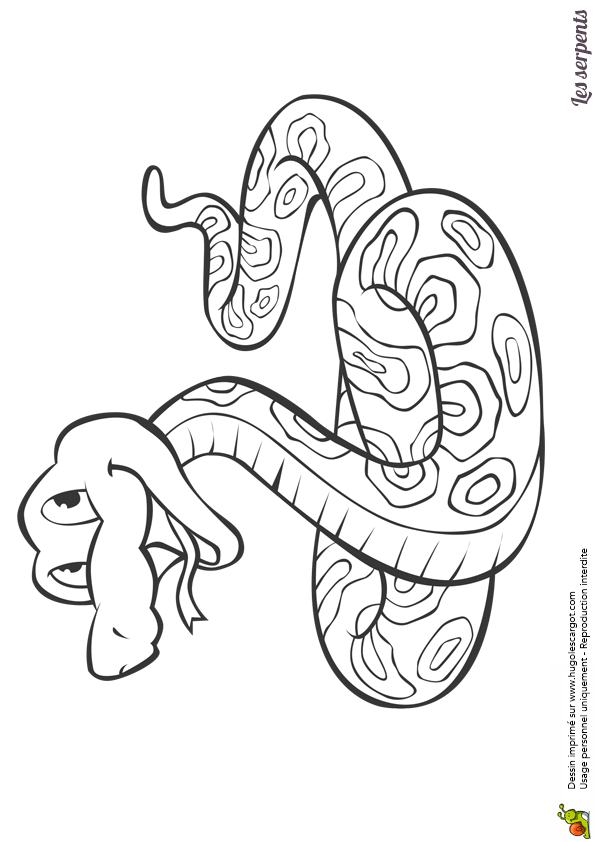 Les serpents
Dessin imprimé sur www.hugolescargot.com
Usage personnel uniquement - Reproduction interdite